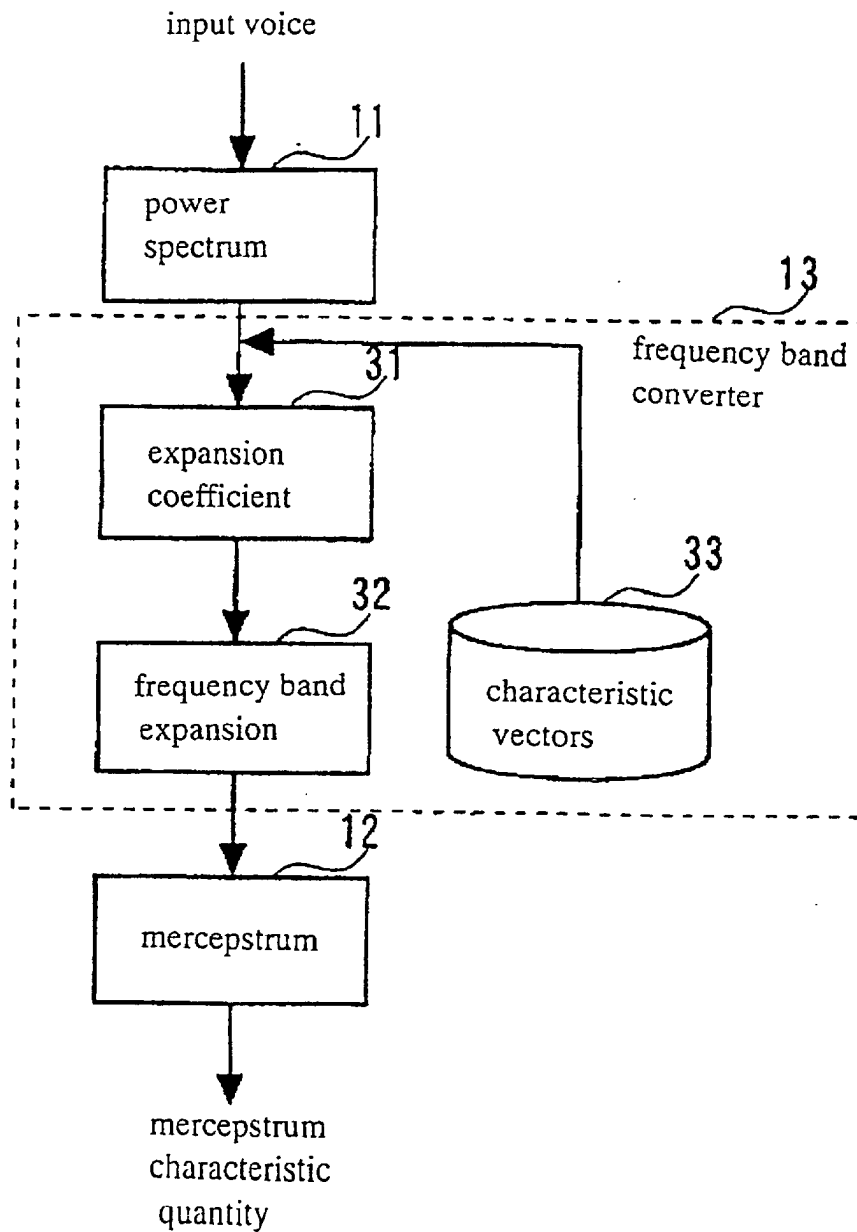 input voice
11
power
spectrum
13
frequency band
converter
31
expansion
coefficient
33
32
frequency band
expansion
characteristic
vectors
12
mercepstrum
mercepstrum
characteristic
quantity